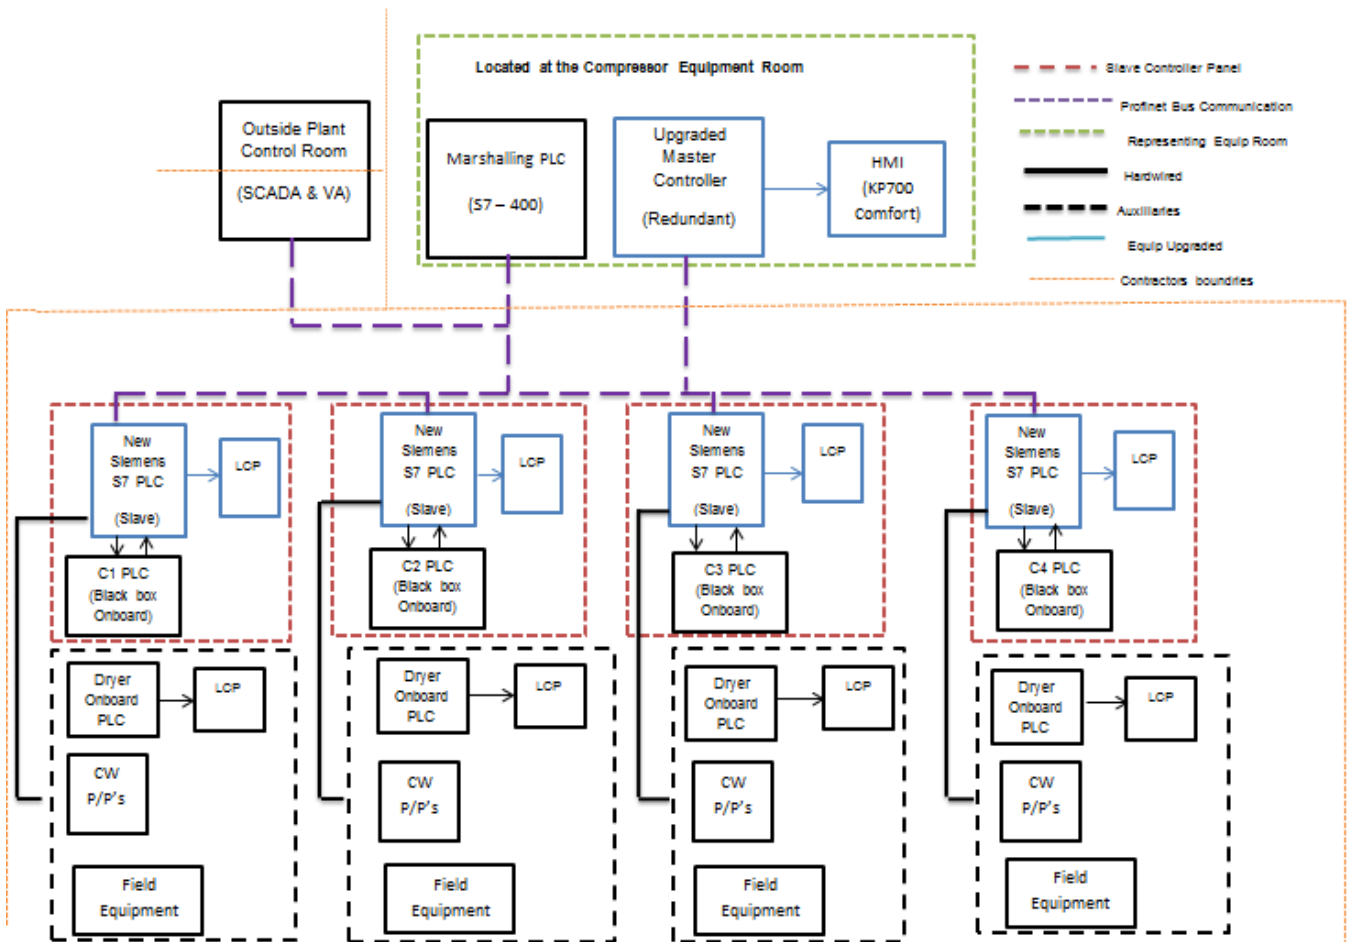 Located at the Compressor Equipment Room
Outside Plant
Control Room
(SCADA & VA)
Marshalling PLC
(S7 – 400)
Upgraded
Master
Controller
(Redundant)
HMI
(KP700
Comfort)
Slave Controller Panel
Profinet Bus Communication
Representing Equip Room
Hardwired
Auxiliaries
Equip Upgraded
Contractors boundries
New
Siemens
S7 PLC
(Slave)
LCP
C1 PLC
(Black box
Onboard)
New
Siemens
S7 PLC
(Slave)
LCP
C2 PLC
(Black box
Onboard)
New
Siemens
S7 PLC
(Slave)
LCP
C3 PLC
(Black box
Onboard)
New
Siemens
S7 PLC
(Slave)
LCP
C4 PLC
(Black box
Onboard)
Dryer
Onboard
PLC
LCP
CW
P/P's
Field
Equipment
Dryer
Onboard
PLC
LCP
CW
P/P's
Field
Equipment
Dryer
Onboard
PLC
LCP
CW
P/P's
Field
Equipment
Dryer
Onboard
PLC
LCP
CW
P/P's
Field
Equipment